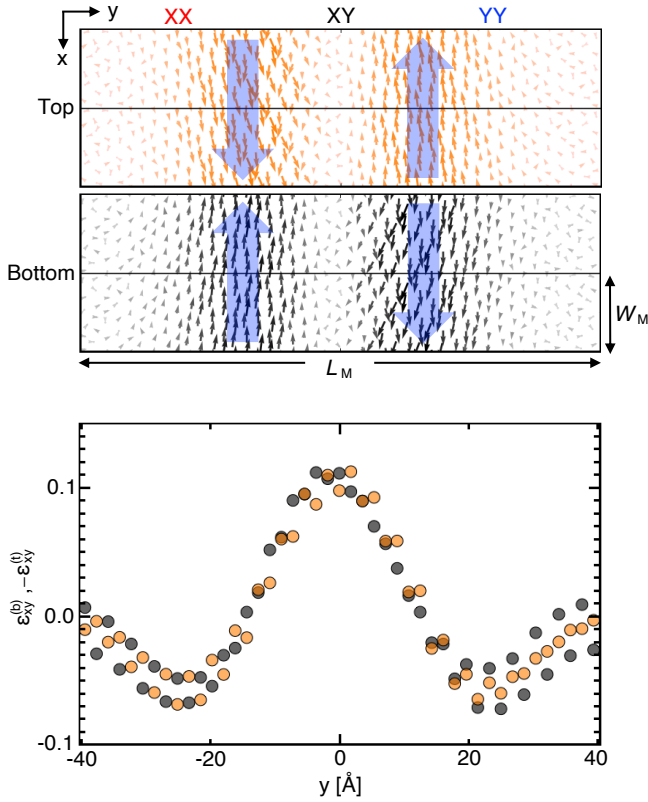 y XX XY YY
x
Top
Bottom
W_M
L_M
0.1
0.0
-0.1
ε_xy^(b), -ε_xy^(t)
-40 -20 0 20 40
y [Å]